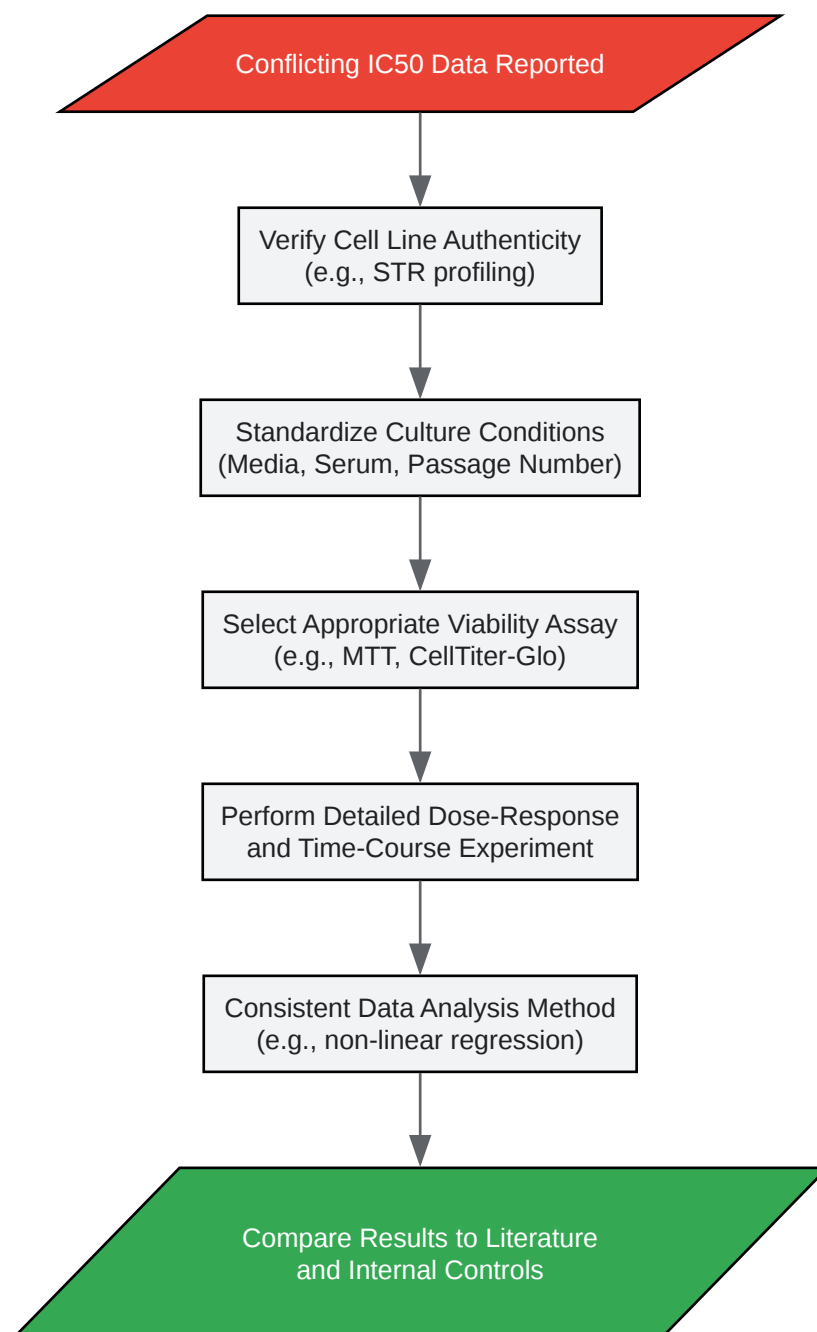 Conflicting IC50 Data Reported
Verify Cell Line Authenticity
(e.g., STR profiling)
Standardize Culture Conditions
(Media, Serum, Passage Number)
Select Appropriate Viability Assay
(e.g., MTT, CellTiter-Glo)
Perform Detailed Dose-Response
and Time-Course Experiment
Consistent Data Analysis Method
(e.g., non-linear regression)
Compare Results to Literature
and Internal Controls